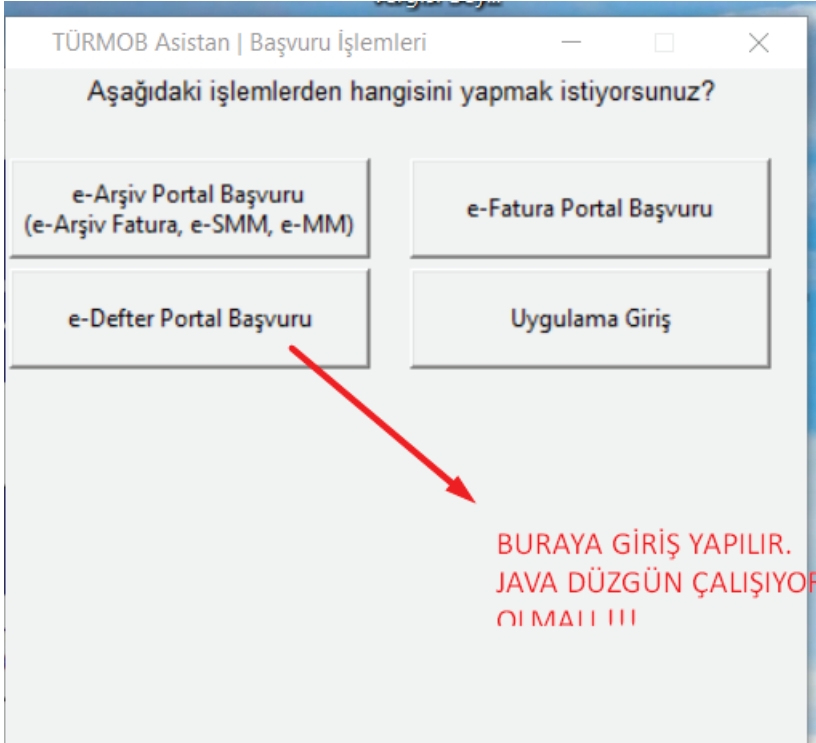 TÜRMOB Asistan | Başvuru İşlemleri
Aşağıdaki işlemlerden hangisini yapmak istiyorsunuz?
e-Arşiv Portal Başvuru
(e-Arşiv Fatura, e-SMM, e-MM)
e-Fatura Portal Başvuru
e-Defter Portal Başvuru
Uygulama Giriş
BURAYA GİRİŞ YAPILIR.
JAVA DÜZGÜN ÇALIŞIYOR
OLMALI !!!